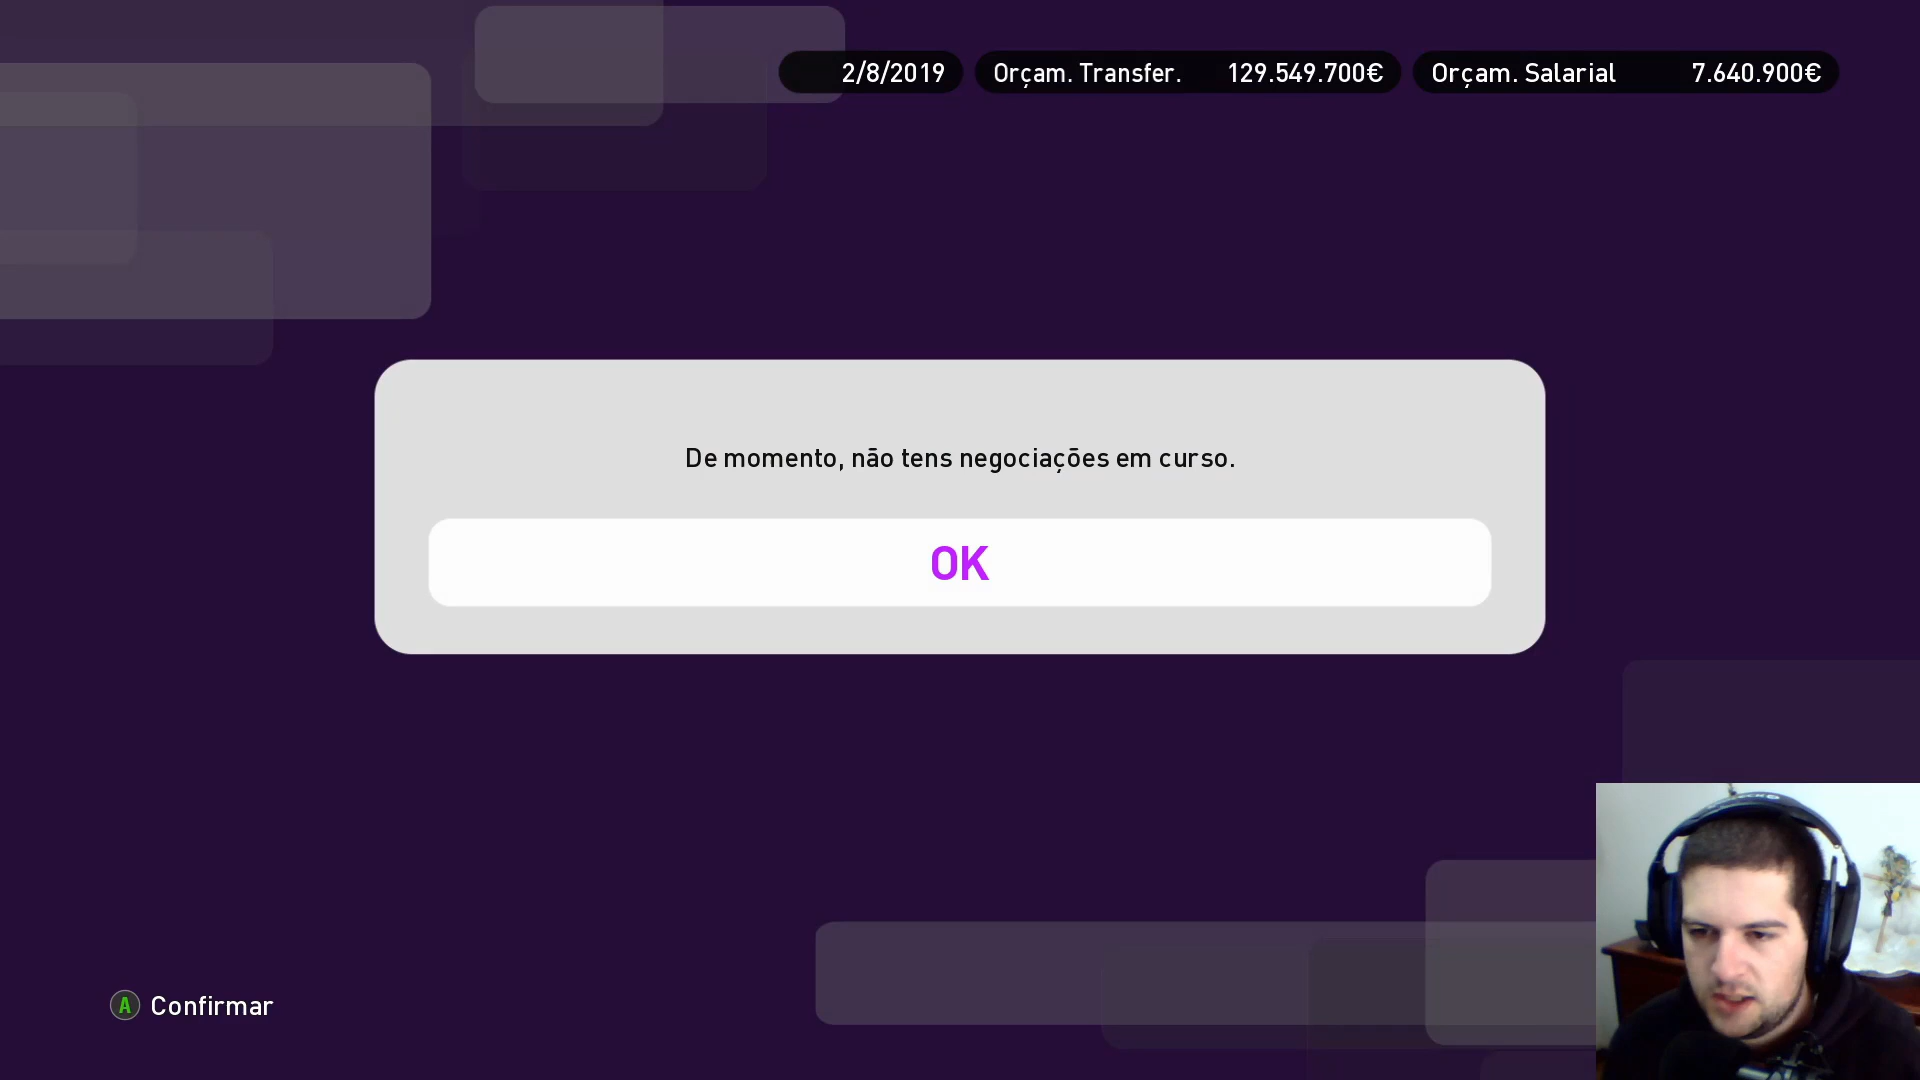 2/8/2019 Orçam. Transfer. 129.549.700€ Orçam. Salarial 7.640.900€
De momento, não tens negociações em curso.
OK
A Confirmar